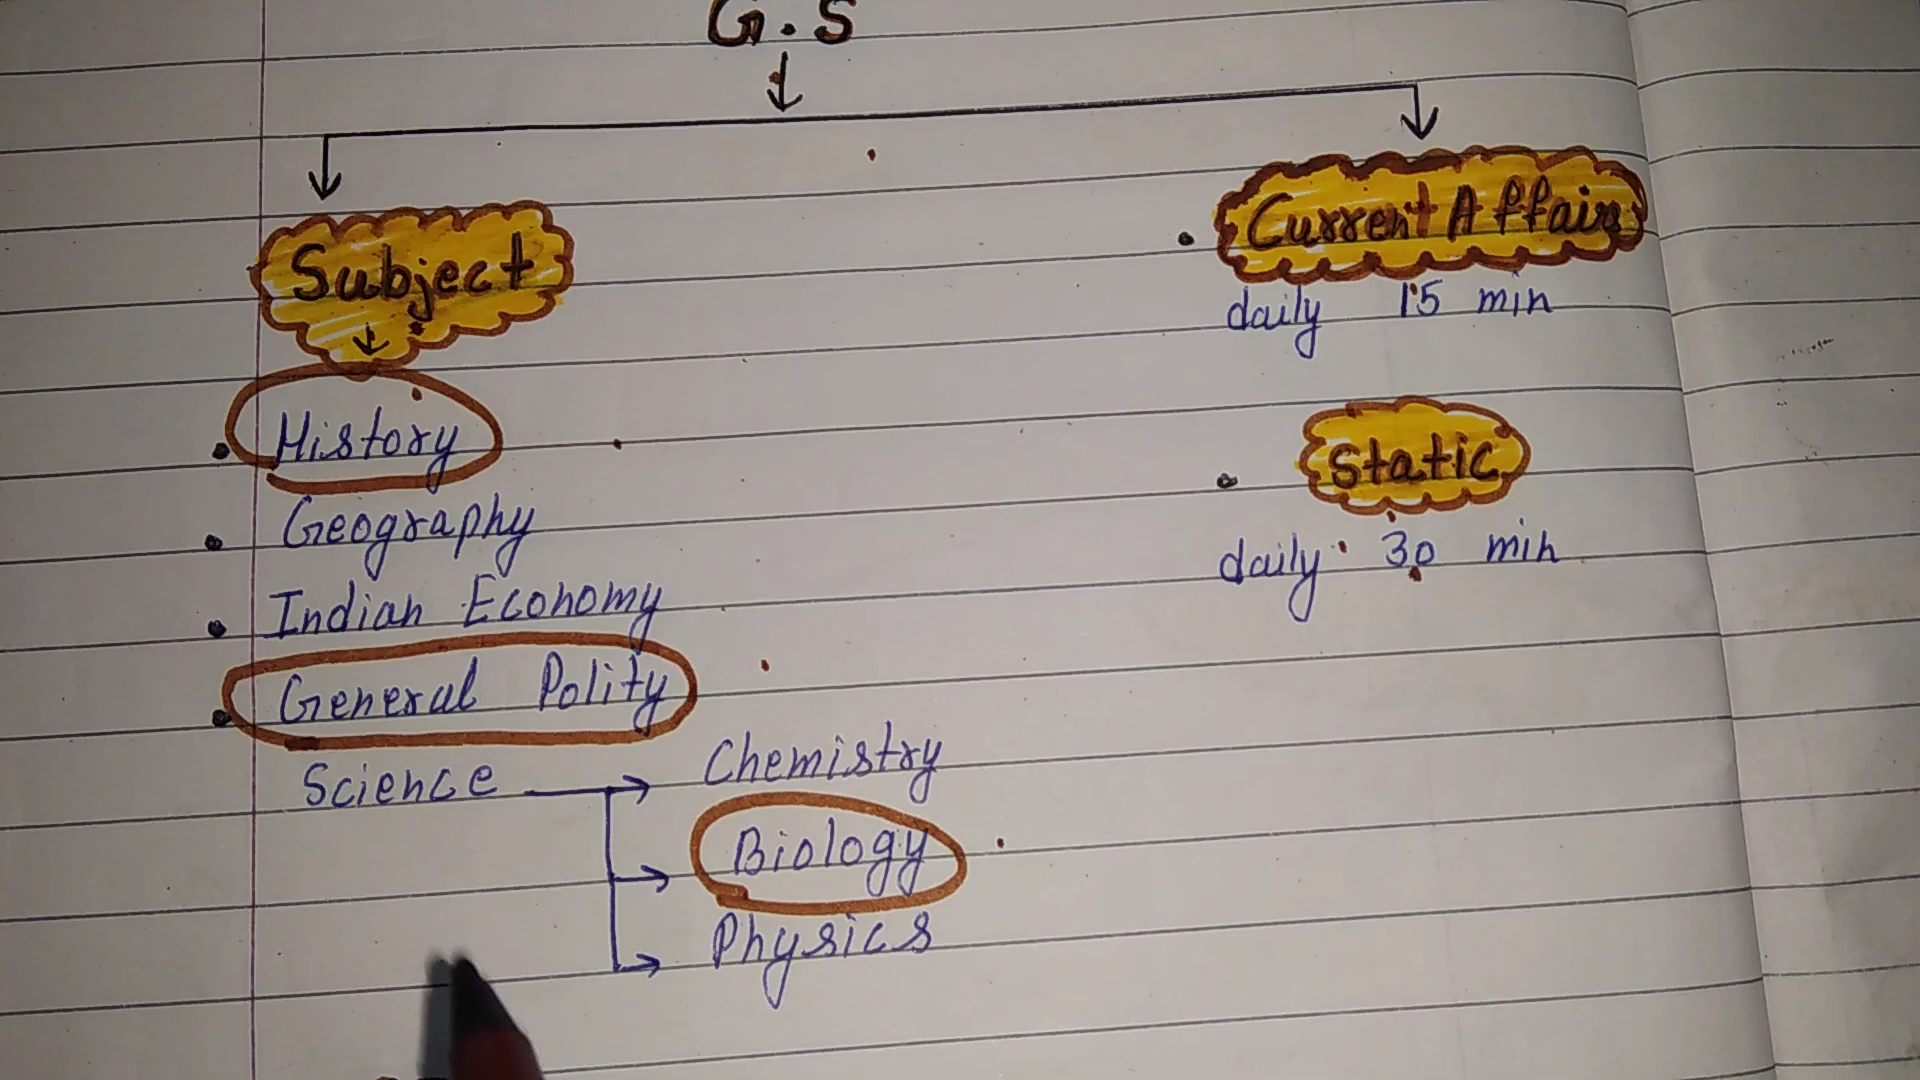 G.S
Subject
History
Geography
Indian Economy
General Polity
Science
Chemistry
Biology
Physics
Current Affairs
daily 15 min
Static
daily 30 min